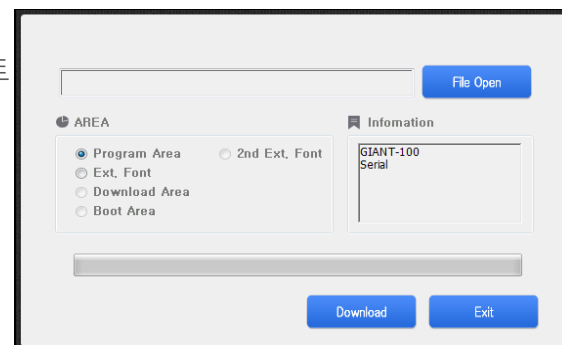 File Open
AREA
Infomation
Program Area
2nd Ext. Font
Ext. Font
Download Area
Boot Area
GIANT-100
Serial
Download
Exit